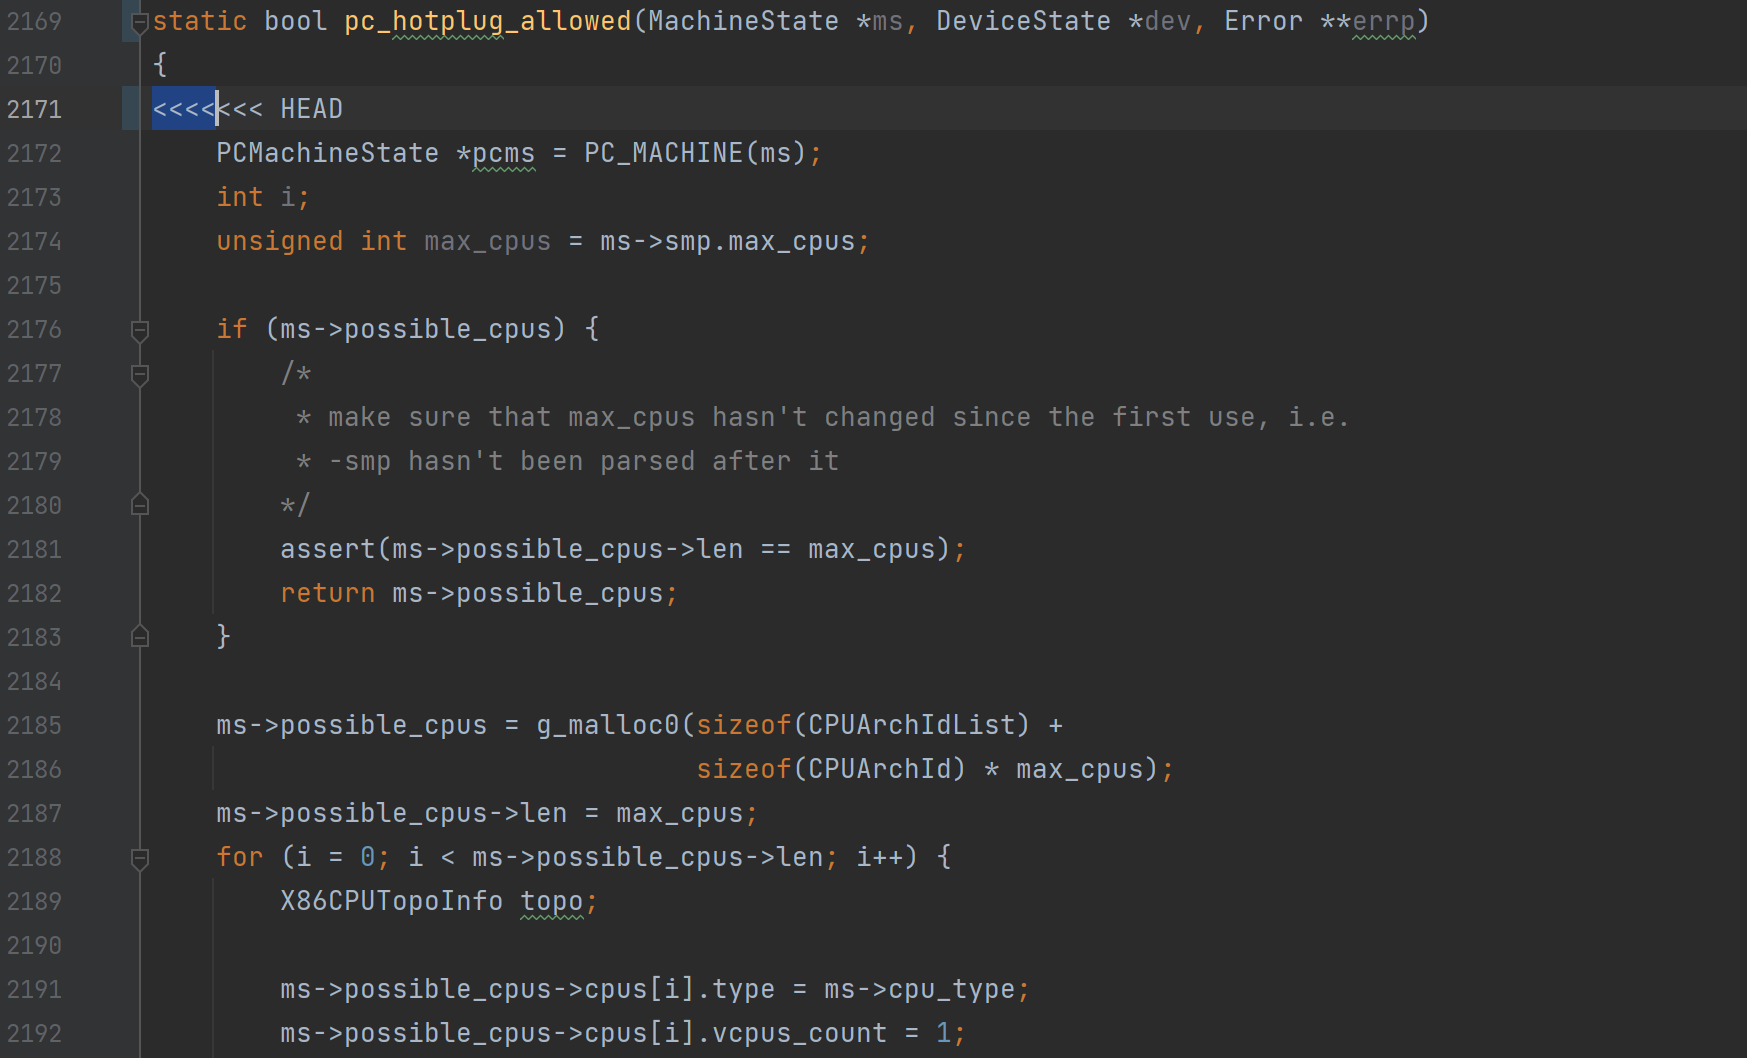 2169 static bool pc_hotplug_allowed(MachineState *ms, DeviceState *dev, Error **errp)
2170 {
2171 <<<<<<< HEAD
2172     PCMachineState *pcms = PC_MACHINE(ms);
2173     int i;
2174     unsigned int max_cpus = ms->smp.max_cpus;
2175
2176     if (ms->possible_cpus) {
2177         /*
2178          * make sure that max_cpus hasn't changed since the first use, i.e.
2179          * -smp hasn't been parsed after it
2180         */
2181         assert(ms->possible_cpus->len == max_cpus);
2182         return ms->possible_cpus;
2183     }
2184
2185     ms->possible_cpus = g_malloc0(sizeof(CPUArchIdList) +
2186                                   sizeof(CPUArchId) * max_cpus);
2187     ms->possible_cpus->len = max_cpus;
2188     for (i = 0; i < ms->possible_cpus->len; i++) {
2189         X86CPUTopoInfo topo;
2190
2191         ms->possible_cpus->cpus[i].type = ms->cpu_type;
2192         ms->possible_cpus->cpus[i].vcpus_count = 1;